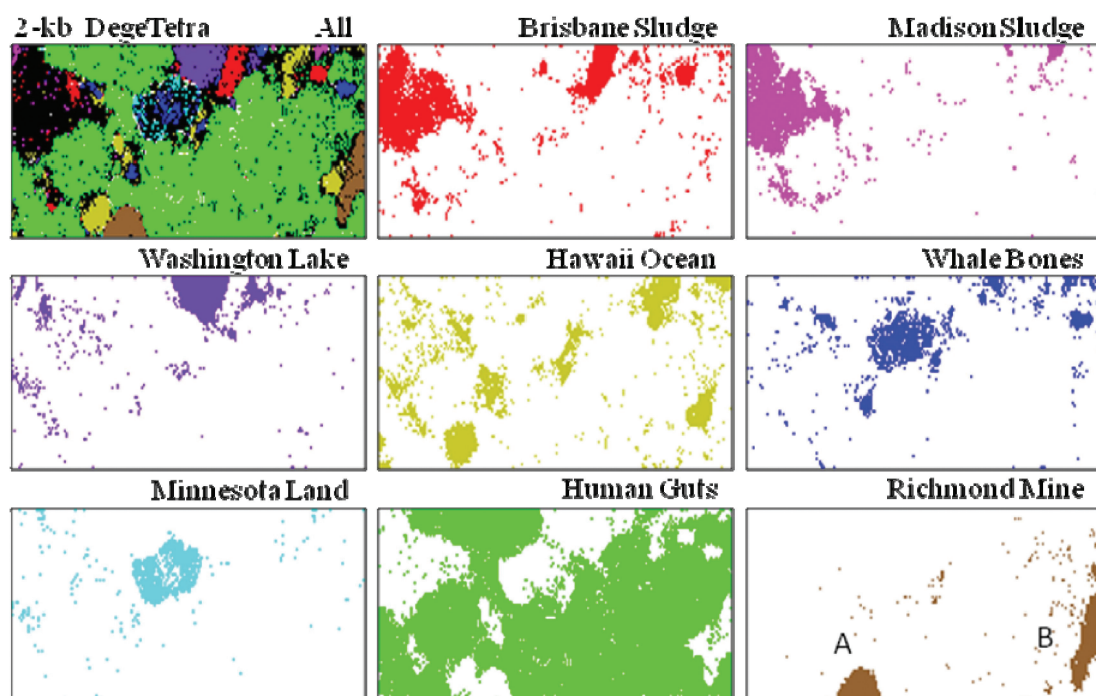 2-kb DegeTetra All
Brisbane Sludge
Madison Sludge
Washington Lake
Hawaii Ocean
Whale Bones
Minnesota Land
Human Guts
Richmond Mine
A
B